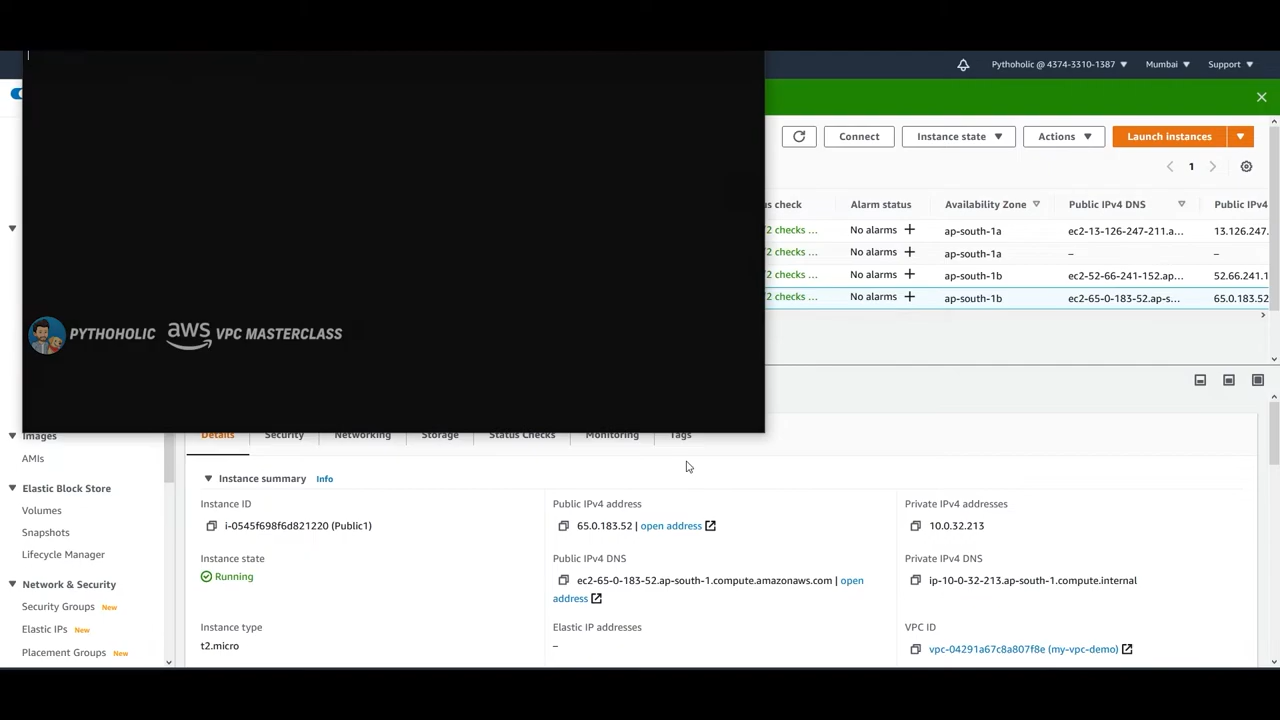 Pythoholic @ 4374-3310-1387 Mumbai Support
Connect Instance state Actions Launch instances
1
s check Alarm status Availability Zone Public IPv4 DNS Public IPv4
2 checks ... No alarms + ap-south-1a ec2-13-126-247-211.a... 13.126.247.
2 checks ... No alarms + ap-south-1a – –
2 checks ... No alarms + ap-south-1b ec2-52-66-241-152.ap... 52.66.241.1
2 checks ... No alarms + ap-south-1b ec2-65-0-183-52.ap-s... 65.0.183.52
PYTHOHOLIC aws VPC MASTERCLASS
Images
AMIs
Elastic Block Store
Volumes
Snapshots
Lifecycle Manager
Network & Security
Security Groups New
Elastic IPs New
Placement Groups New
Details Security Networking Storage Status Checks Monitoring Tags
Instance summary Info
Instance ID
i-0545f698f6d821220 (Public1)
Public IPv4 address
65.0.183.52 | open address
Private IPv4 addresses
10.0.32.213
Instance state
Running
Public IPv4 DNS
ec2-65-0-183-52.ap-south-1.compute.amazonaws.com | open
address
Private IPv4 DNS
ip-10-0-32-213.ap-south-1.compute.internal
Instance type
t2.micro
Elastic IP addresses
–
VPC ID
vpc-04291a67c8a807f8e (my-vpc-demo)